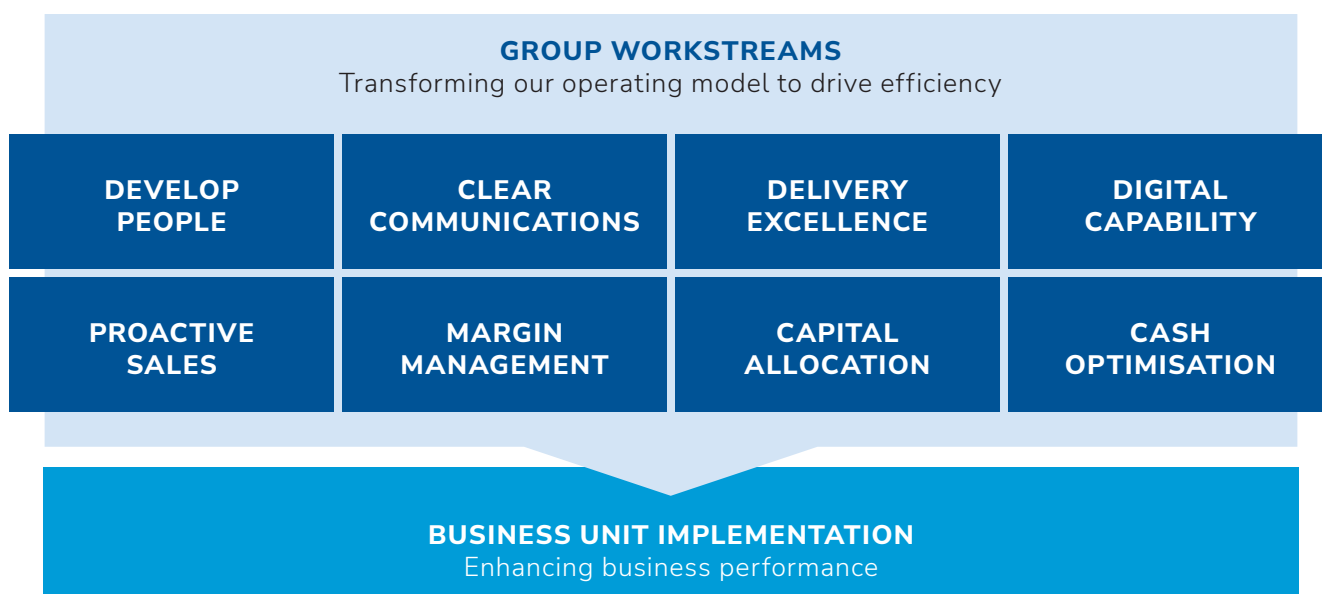 GROUP WORKSTREAMS
Transforming our operating model to drive efficiency
DEVELOP
PEOPLE
CLEAR
COMMUNICATIONS
DELIVERY
EXCELLENCE
DIGITAL
CAPABILITY
PROACTIVE
SALES
MARGIN
MANAGEMENT
CAPITAL
ALLOCATION
CASH
OPTIMISATION
BUSINESS UNIT IMPLEMENTATION
Enhancing business performance